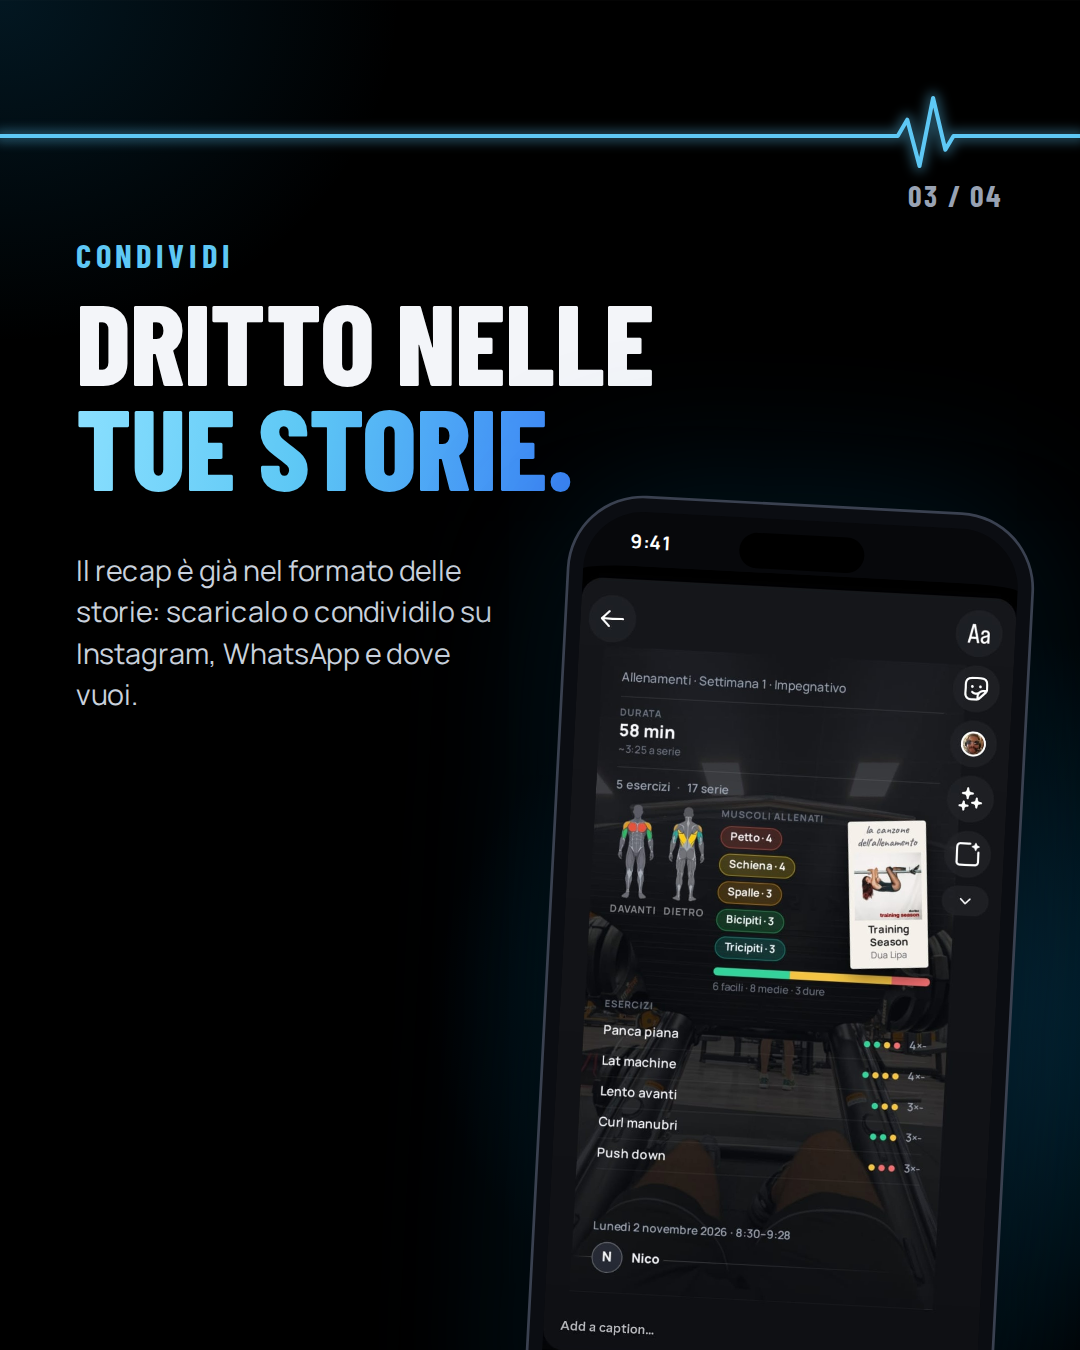 03 / 04
CONDIVIDI
DRITTO NELLE
TUE STORIE.
Il recap è già nel formato delle
storie: scaricalo o condividilo su
Instagram, WhatsApp e dove
vuoi.
9:41
Aa
Allenamenti · Settimana 1 · Impegnativo
DURATA
58 min
~3:25 a serie
5 esercizi · 17 serie
MUSCOLI ALLENATI
Petto · 4
Schiena · 4
Spalle · 3
Bicipiti · 3
Tricipiti · 3
DAVANTI DIETRO
la canzone
dell'allenamento
training season
Training
Season
Dua Lipa
6 facili · 8 medie · 3 dure
ESERCIZI
Panca piana 4×-
Lat machine 4×-
Lento avanti 3×-
Curl manubri 3×-
Push down 3×-
Lunedì 2 novembre 2026 · 8:30–9:28
N Nico
Add a caption...